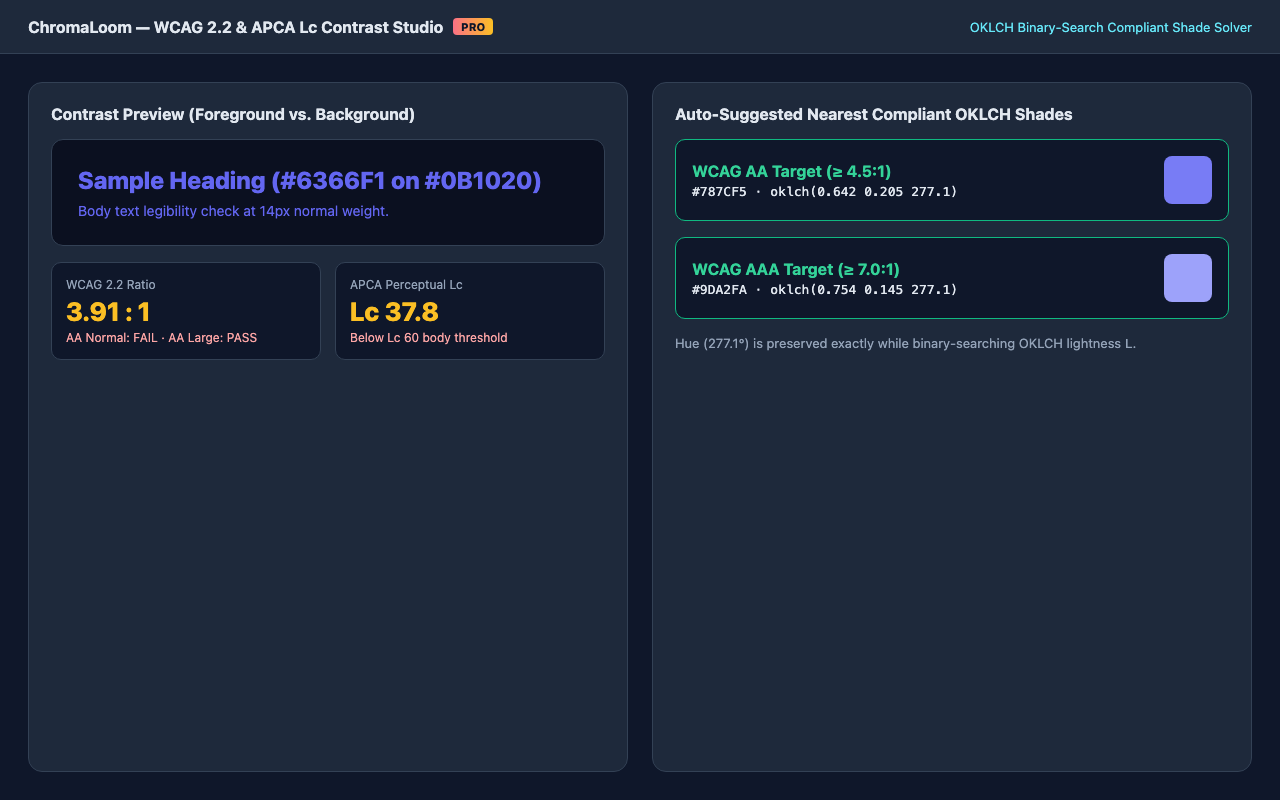 ChromaLoom — WCAG 2.2 & APCA Lc Contrast Studio PRO
OKLCH Binary-Search Compliant Shade Solver
Contrast Preview (Foreground vs. Background)
Sample Heading (#6366F1 on #0B1020)
Body text legibility check at 14px normal weight.
WCAG 2.2 Ratio
3.91 : 1
AA Normal: FAIL · AA Large: PASS
APCA Perceptual Lc
Lc 37.8
Below Lc 60 body threshold
Auto-Suggested Nearest Compliant OKLCH Shades
WCAG AA Target (≥ 4.5:1)
#787CF5 · oklch(0.642 0.205 277.1)
WCAG AAA Target (≥ 7.0:1)
#9DA2FA · oklch(0.754 0.145 277.1)
Hue (277.1°) is preserved exactly while binary-searching OKLCH lightness L.